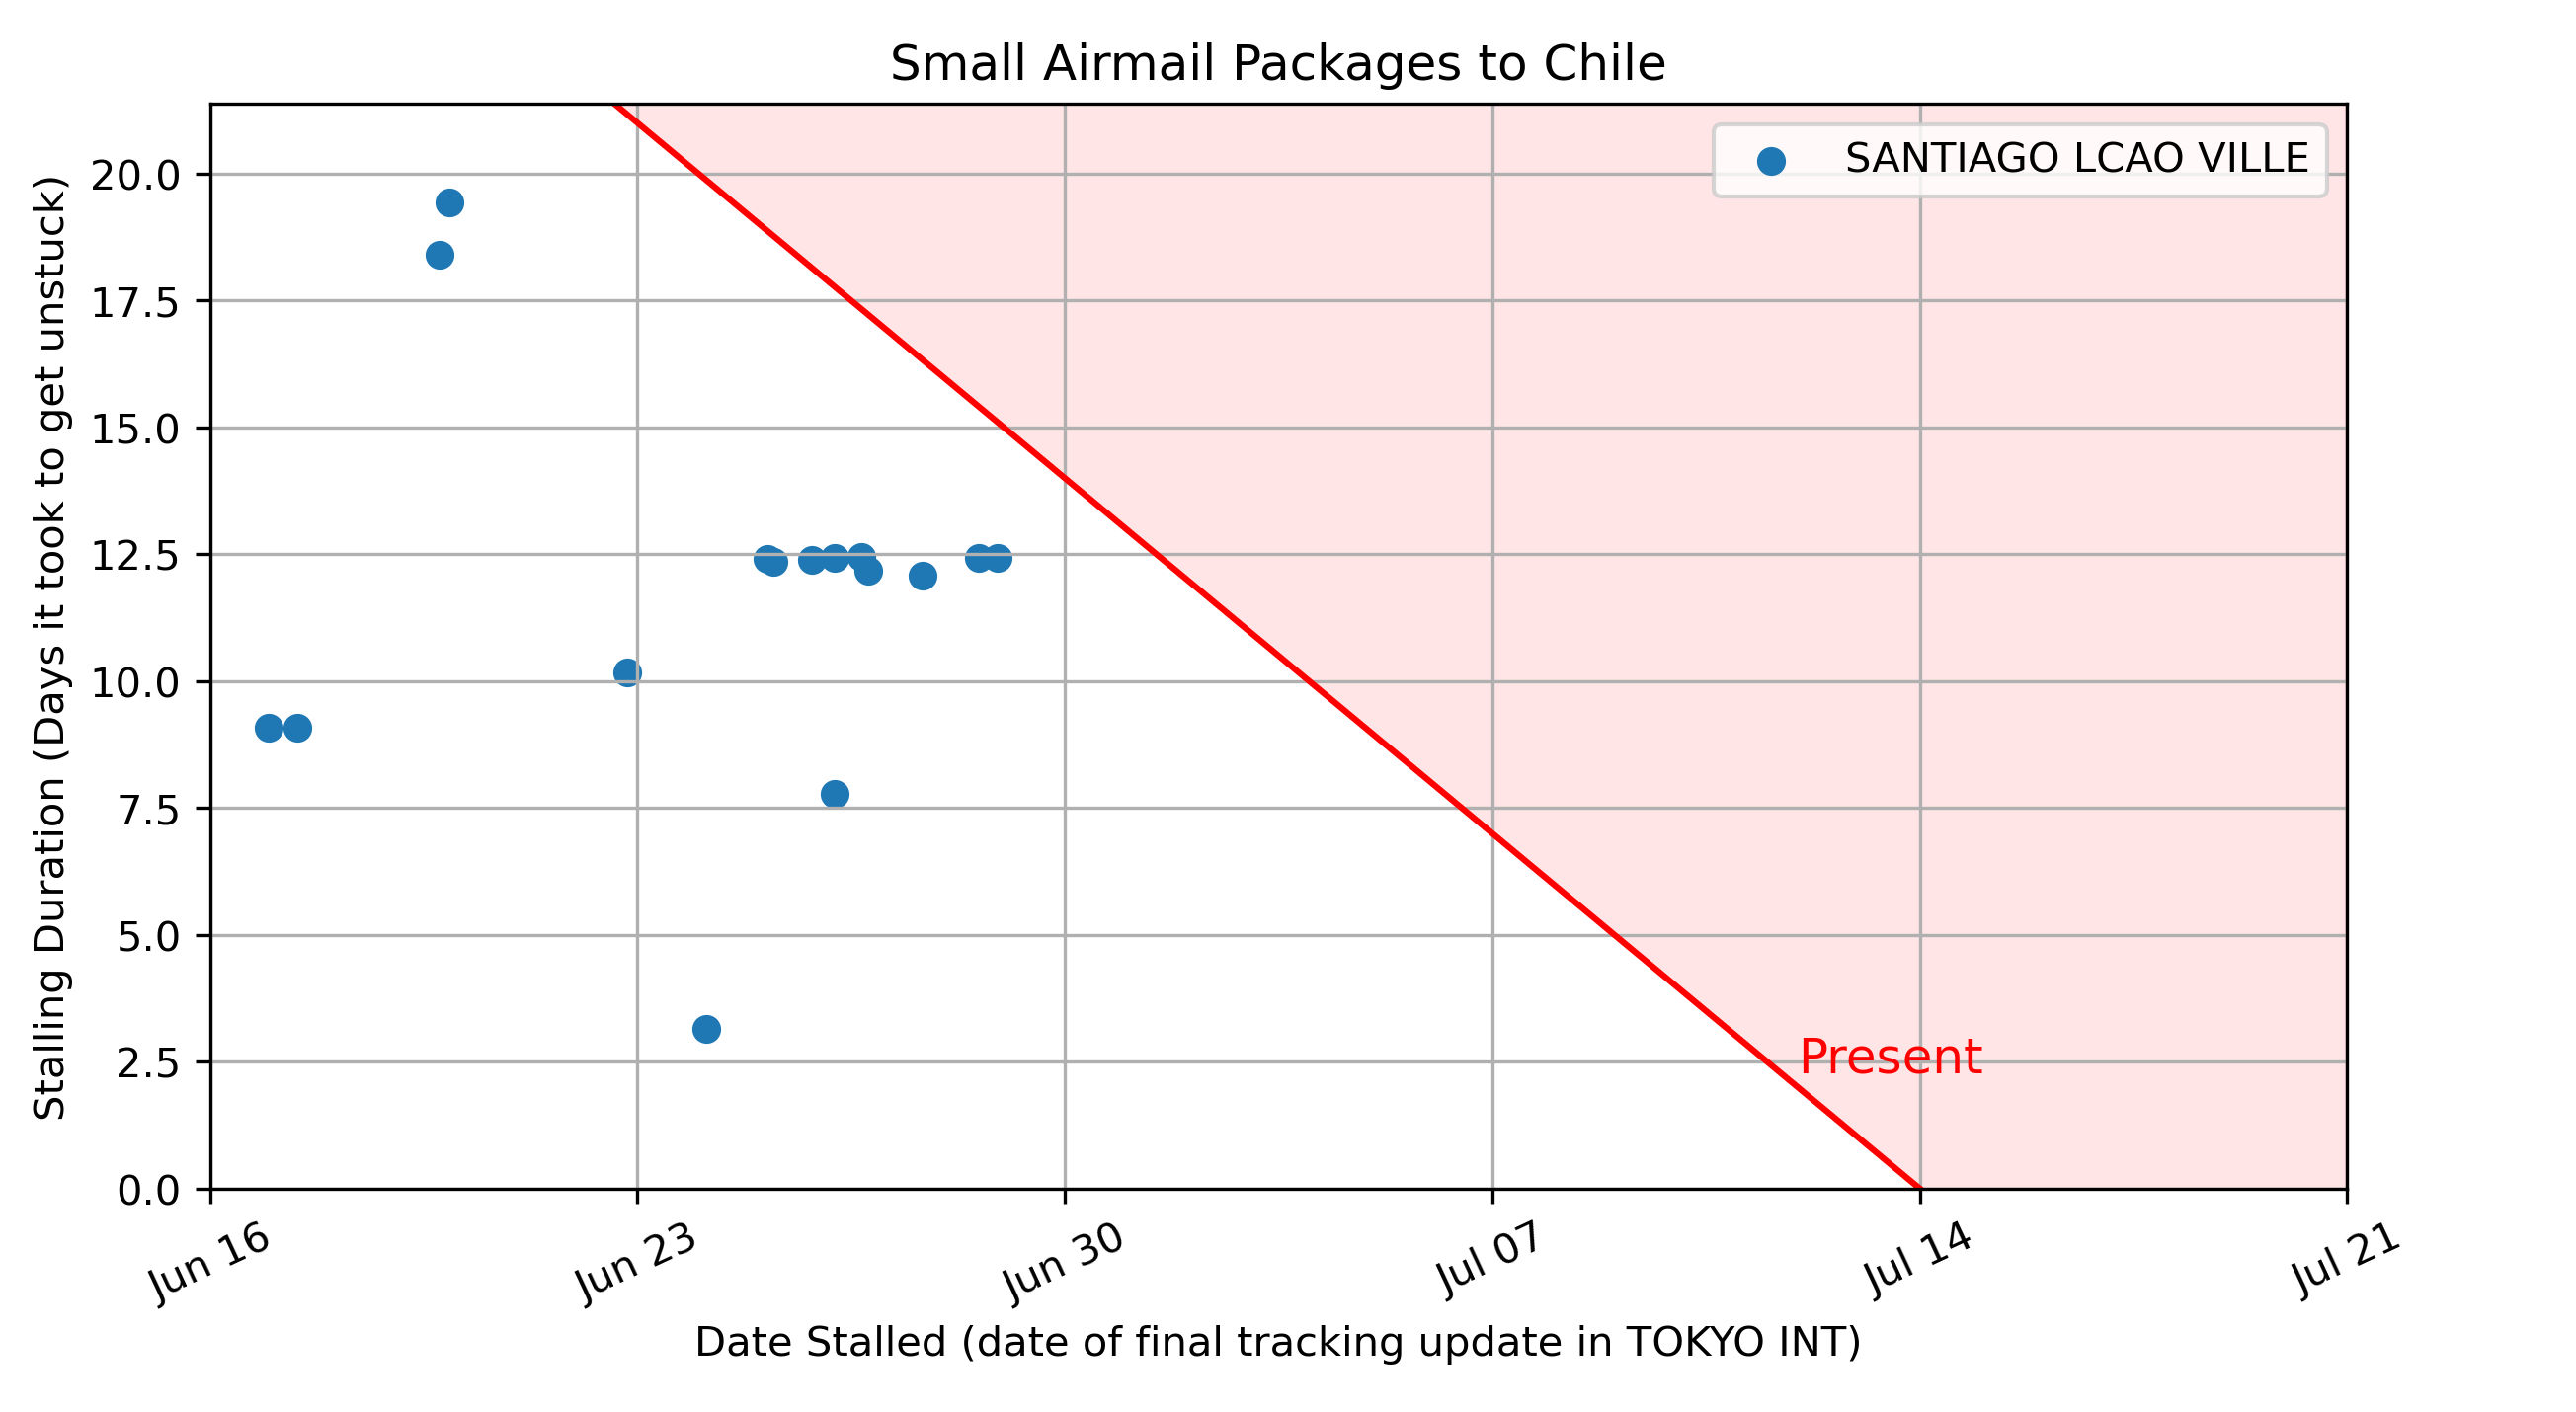 Small Airmail Packages to Chile
SANTIAGO LCAO VILLE
Stalling Duration (Days it took to get unstuck)
20.0
17.5
15.0
12.5
10.0
7.5
5.0
2.5
0.0
Present
Jun 16
Jun 23
Jun 30
Jul 07
Jul 14
Jul 21
Date Stalled (date of final tracking update in TOKYO INT)